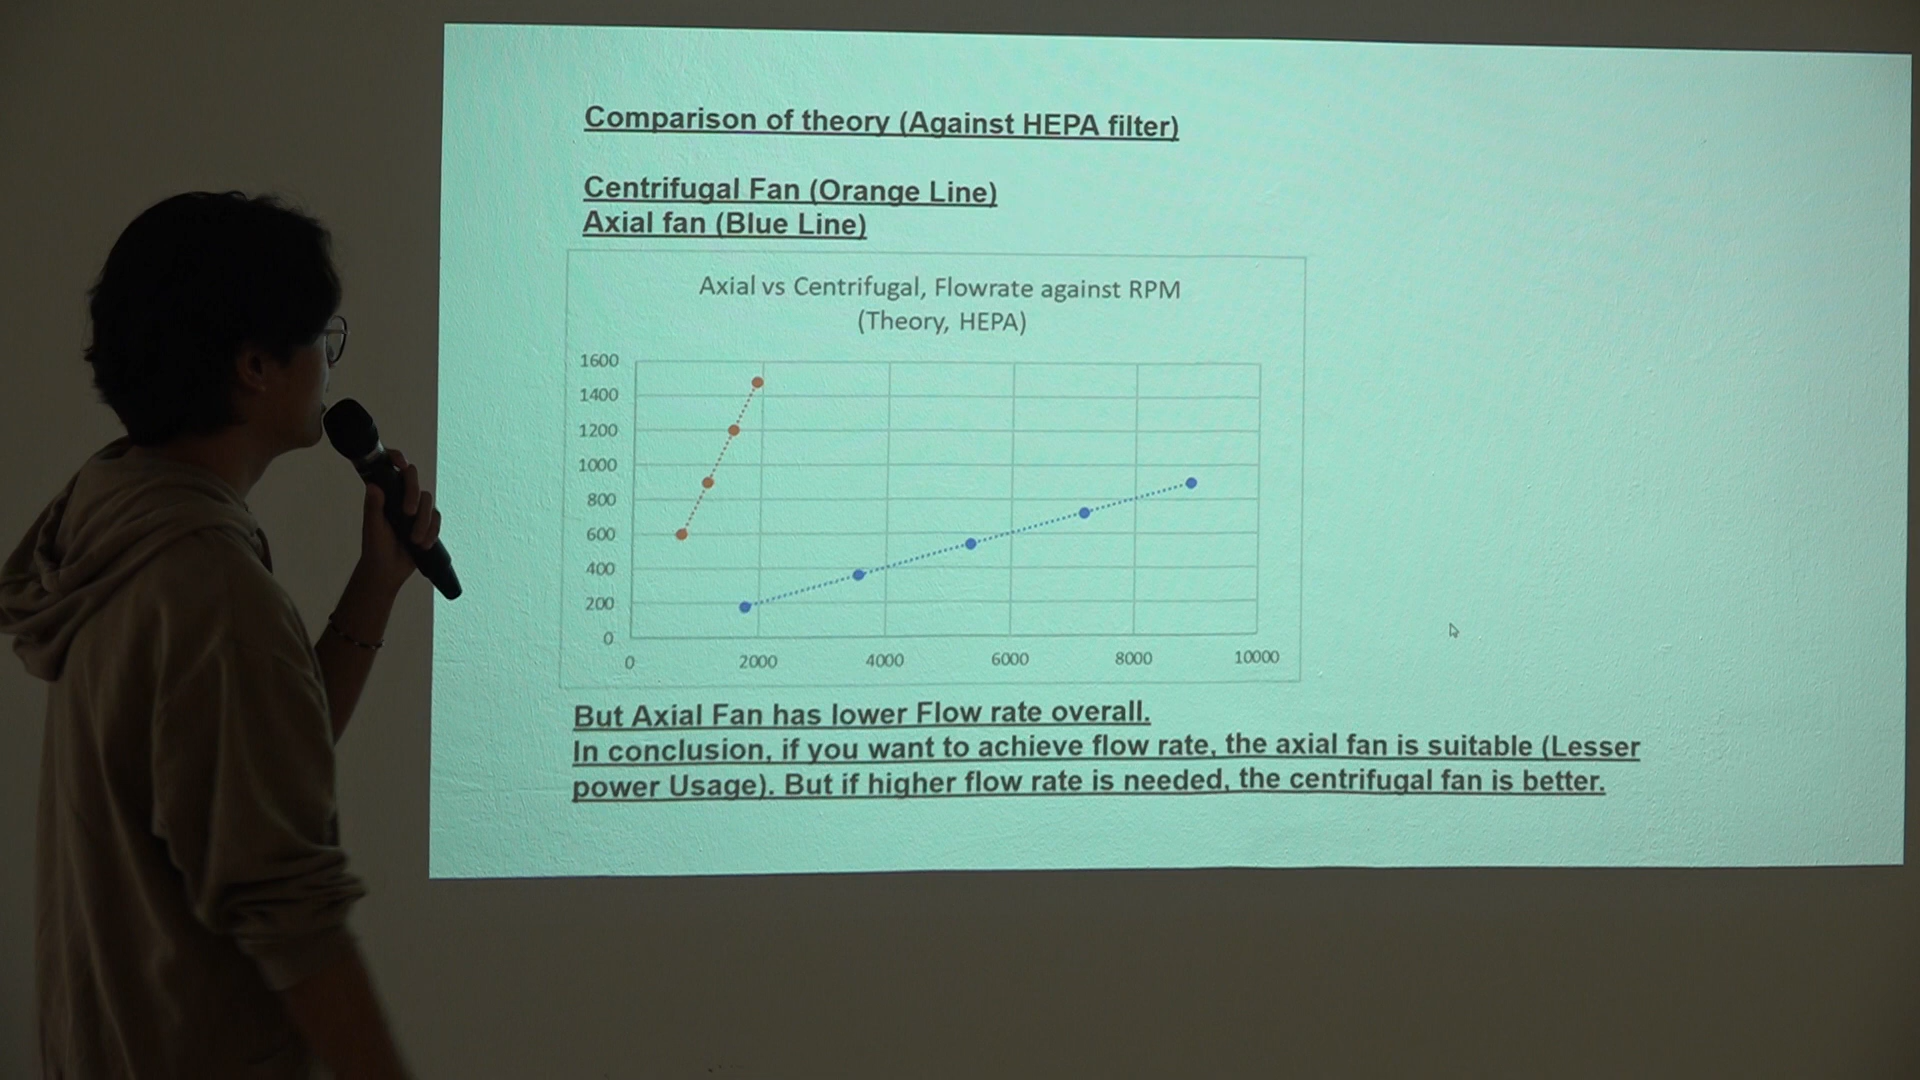 Comparison of theory (Against HEPA filter)
Centrifugal Fan (Orange Line)
Axial fan (Blue Line)
Axial vs Centrifugal, Flowrate against RPM
(Theory, HEPA)
1600
1400
1200
1000
800
600
400
200
0
0 2000 4000 6000 8000 10000
But Axial Fan has lower Flow rate overall.
In conclusion, if you want to achieve flow rate, the axial fan is suitable (Lesser
power Usage). But if higher flow rate is needed, the centrifugal fan is better.